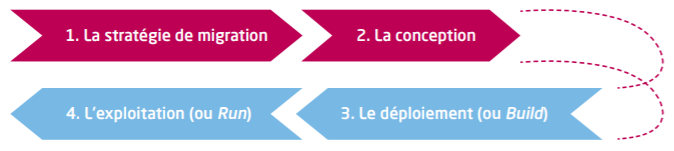 1. La stratégie de migration
2. La conception
3. Le déploiement (ou Build)
4. L'exploitation (ou Run)